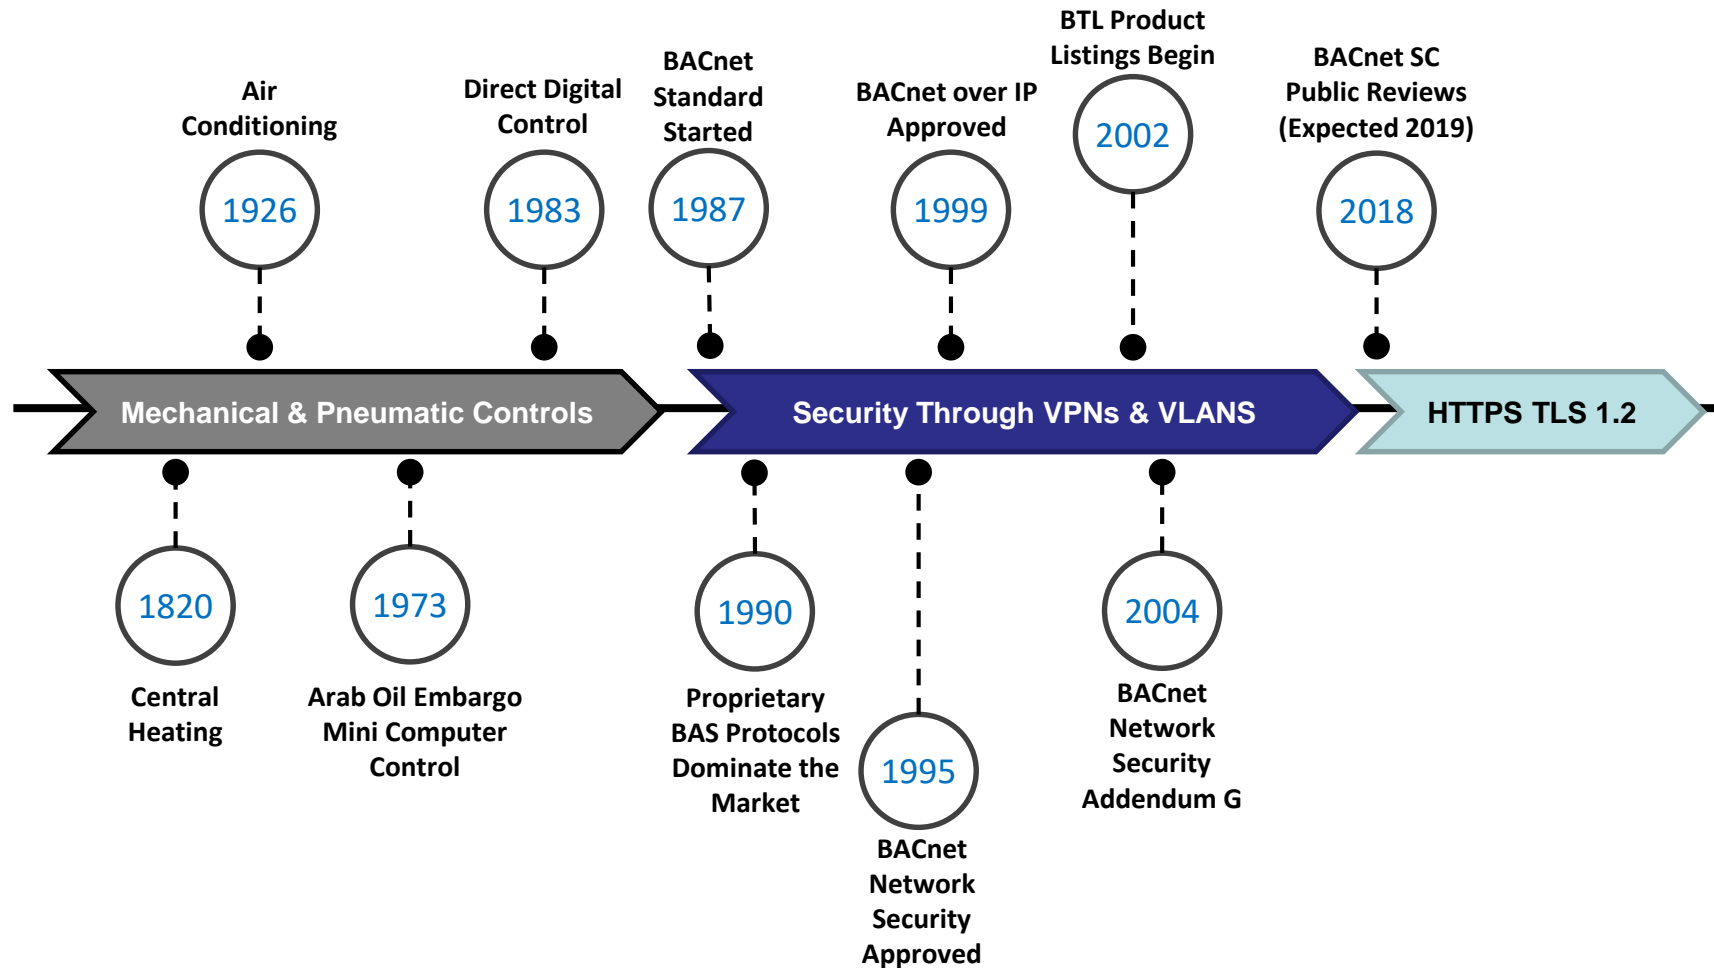 Air
Conditioning
1926
Direct Digital
Control
1983
BACnet
Standard
Started
1987
BACnet over IP
Approved
1999
BTL Product
Listings Begin
2002
BACnet SC
Public Reviews
(Expected 2019)
2018
Mechanical & Pneumatic Controls
Security Through VPNs & VLANS
HTTPS TLS 1.2
1820
Central
Heating
1973
Arab Oil Embargo
Mini Computer
Control
1990
Proprietary
BAS Protocols
Dominate the
Market
1995
BACnet
Network
Security
Approved
2004
BACnet
Network
Security
Addendum G